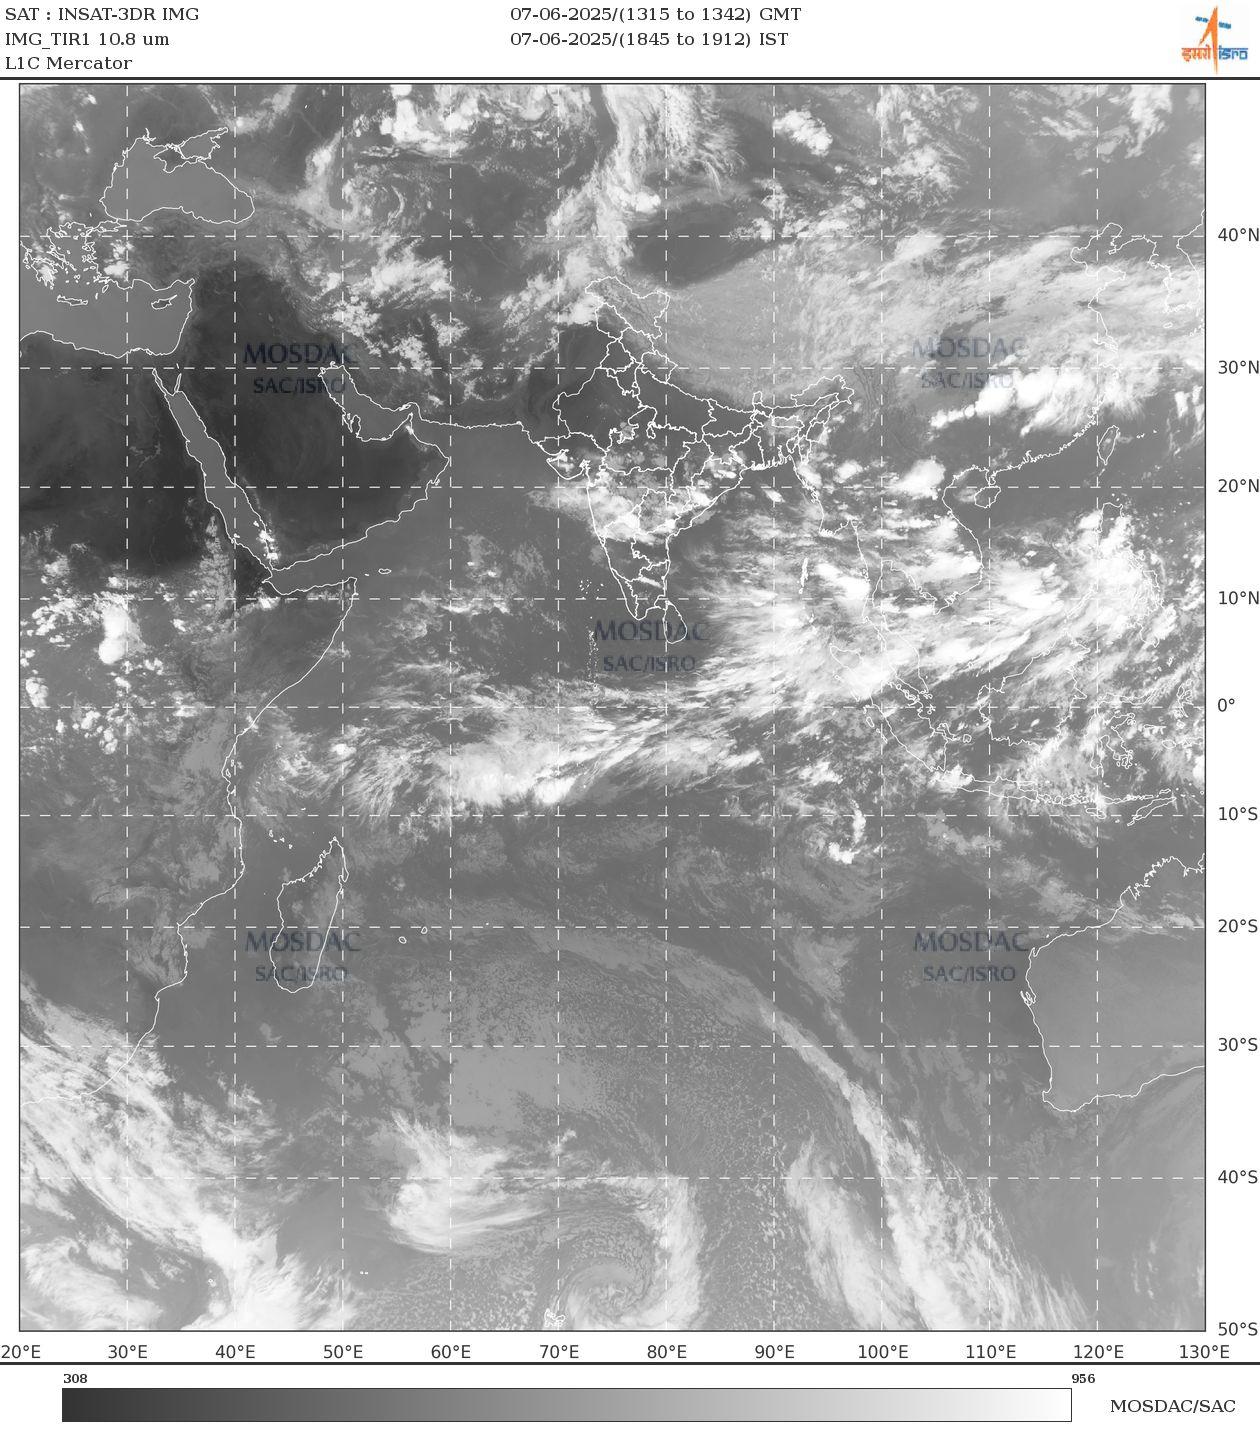 SAT : INSAT-3DR IMG
07-06-2025/(1315 to 1342) GMT
IMG_TIR1 10.8 um
07-06-2025/(1845 to 1912) IST
L1C Mercator
इसरो isro
40°N
MOSDAC
SAC/ISRO
MOSDAC
SAC/ISRO
30°N
20°N
10°N
MOSDAC
SAC/ISRO
0°
10°S
20°S
MOSDAC
SAC/ISRO
MOSDAC
SAC/ISRO
30°S
40°S
50°S
20°E 30°E 40°E 50°E 60°E 70°E 80°E 90°E 100°E 110°E 120°E 130°E
308
956
MOSDAC/SAC